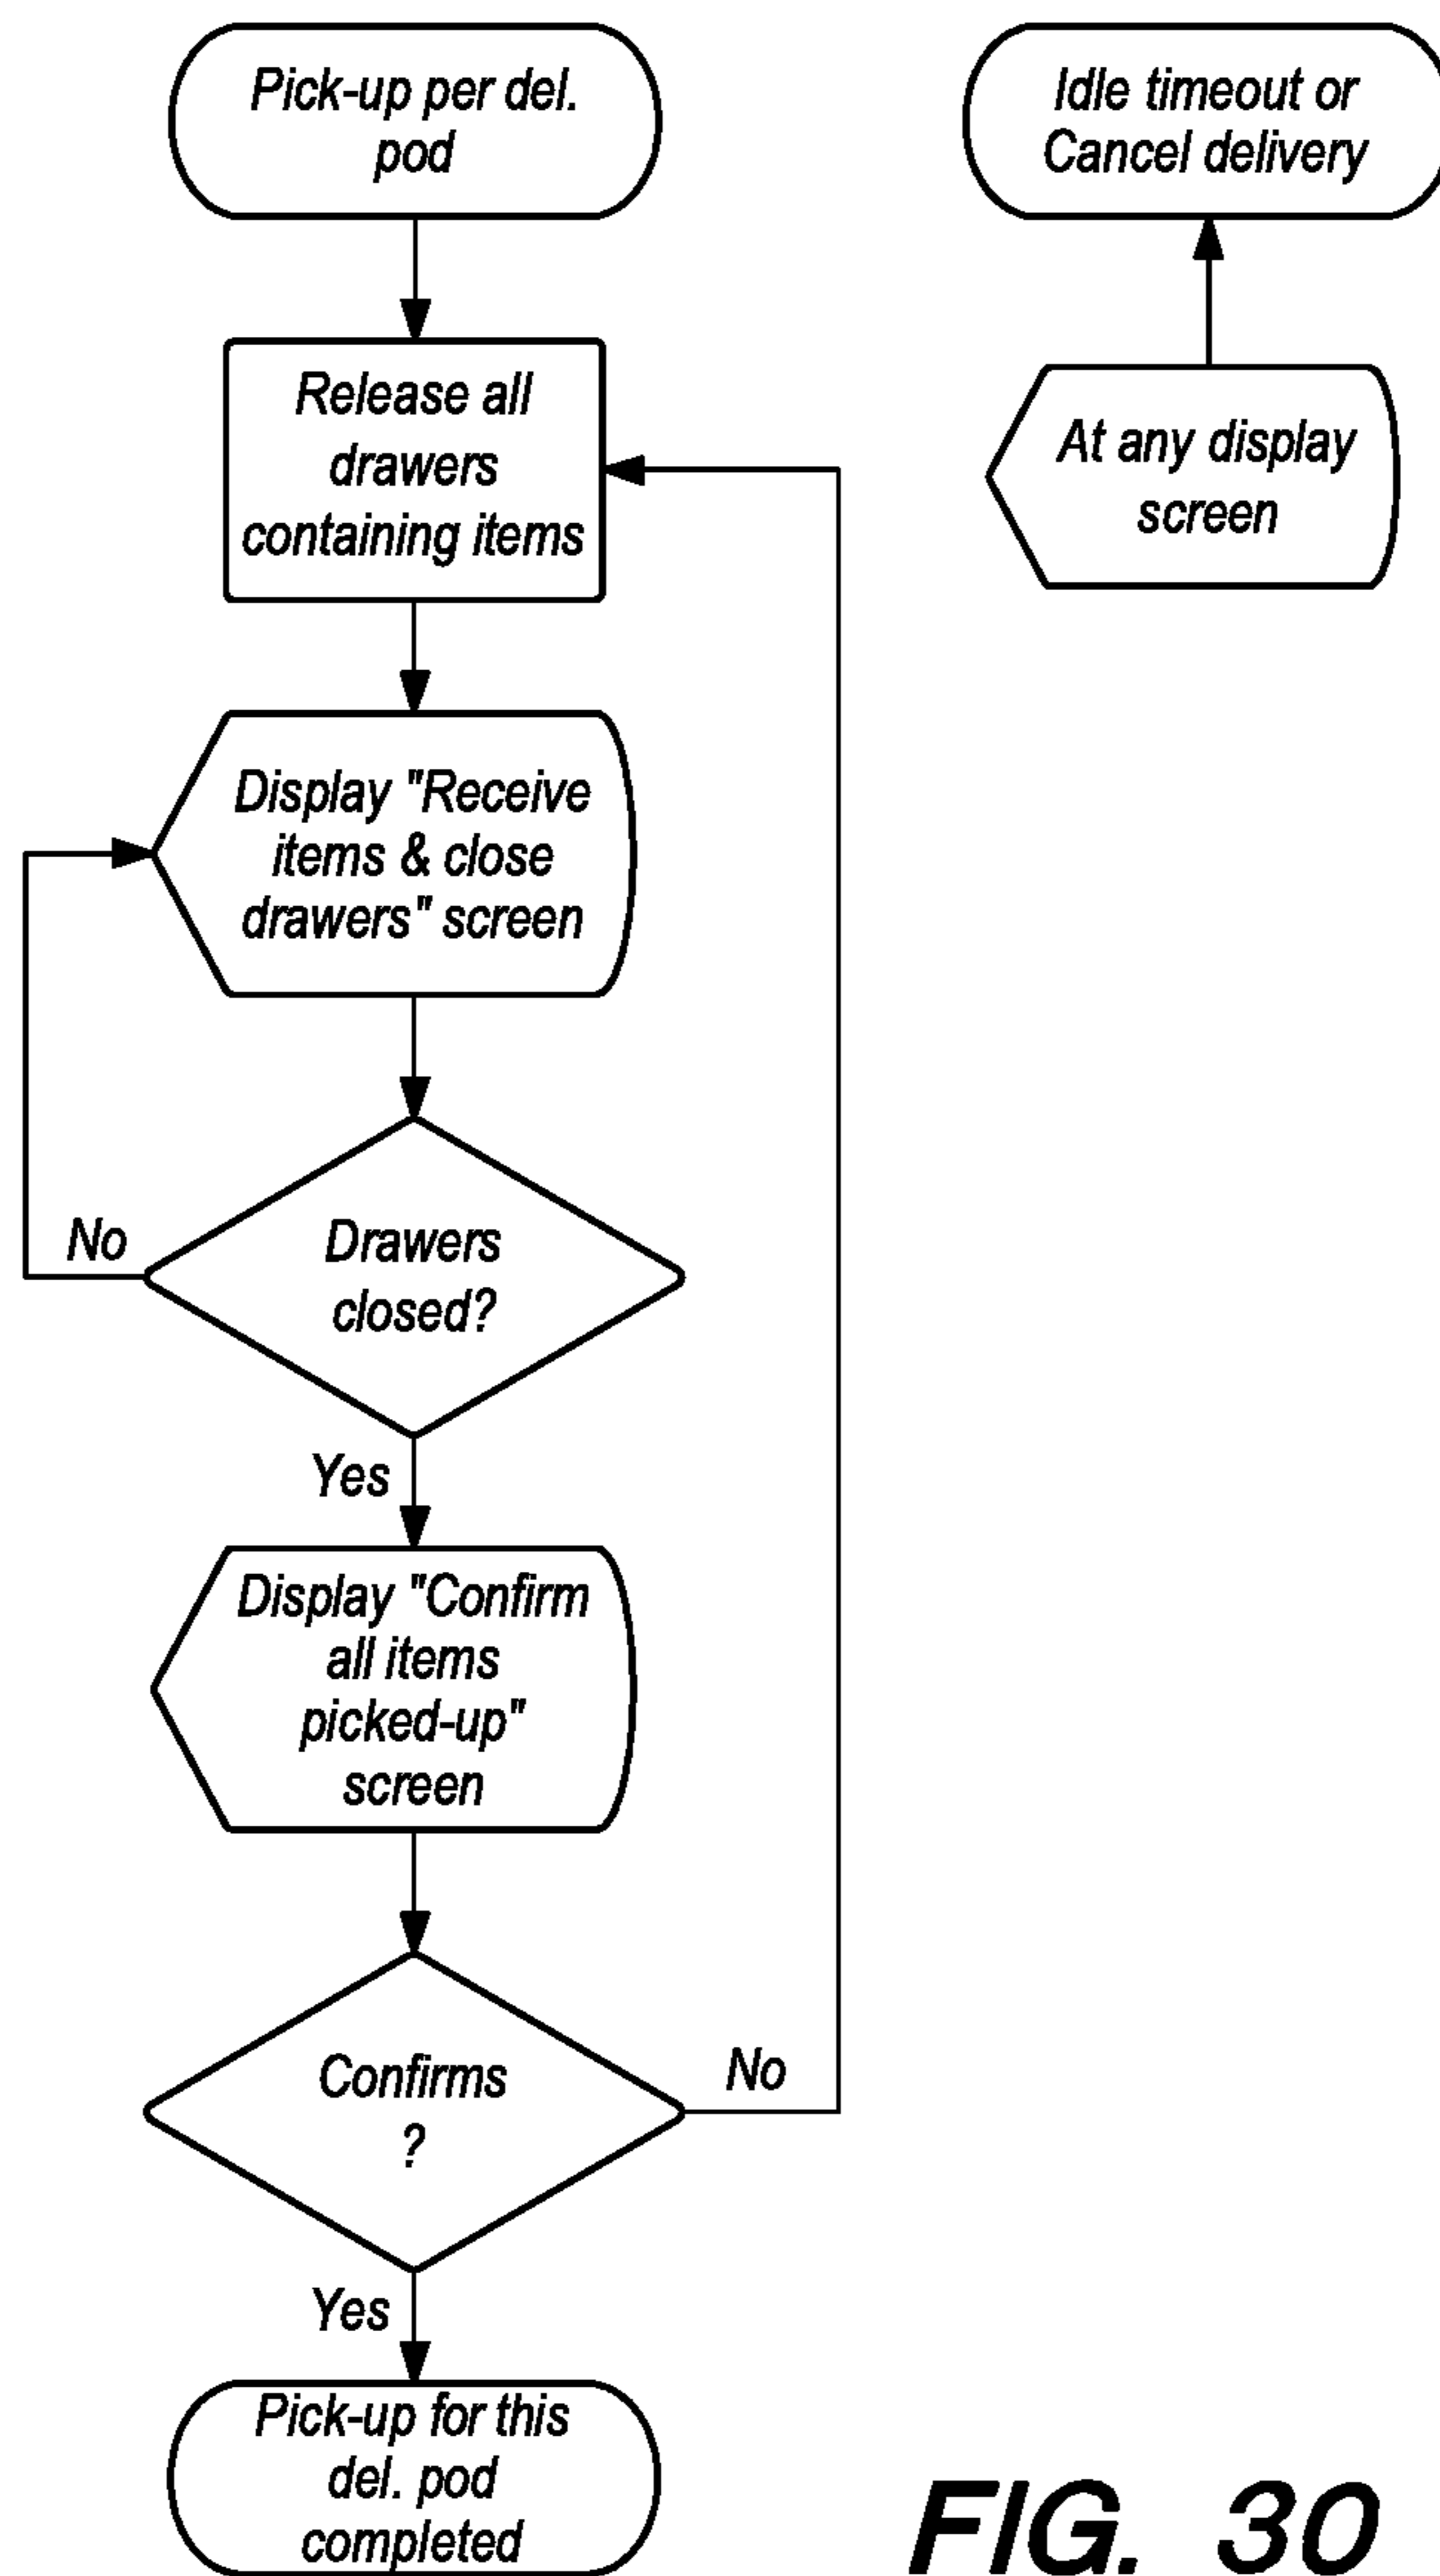 Pick-up per del.
pod
Release all
drawers
containing items
Display "Receive
items & close
drawers" screen
No
Drawers
closed?
Yes
Display "Confirm
all items
picked-up"
screen
Confirms
?
No
Yes
Pick-up for this
del. pod
completed
Idle timeout or
Cancel delivery
At any display
screen
FIG. 30